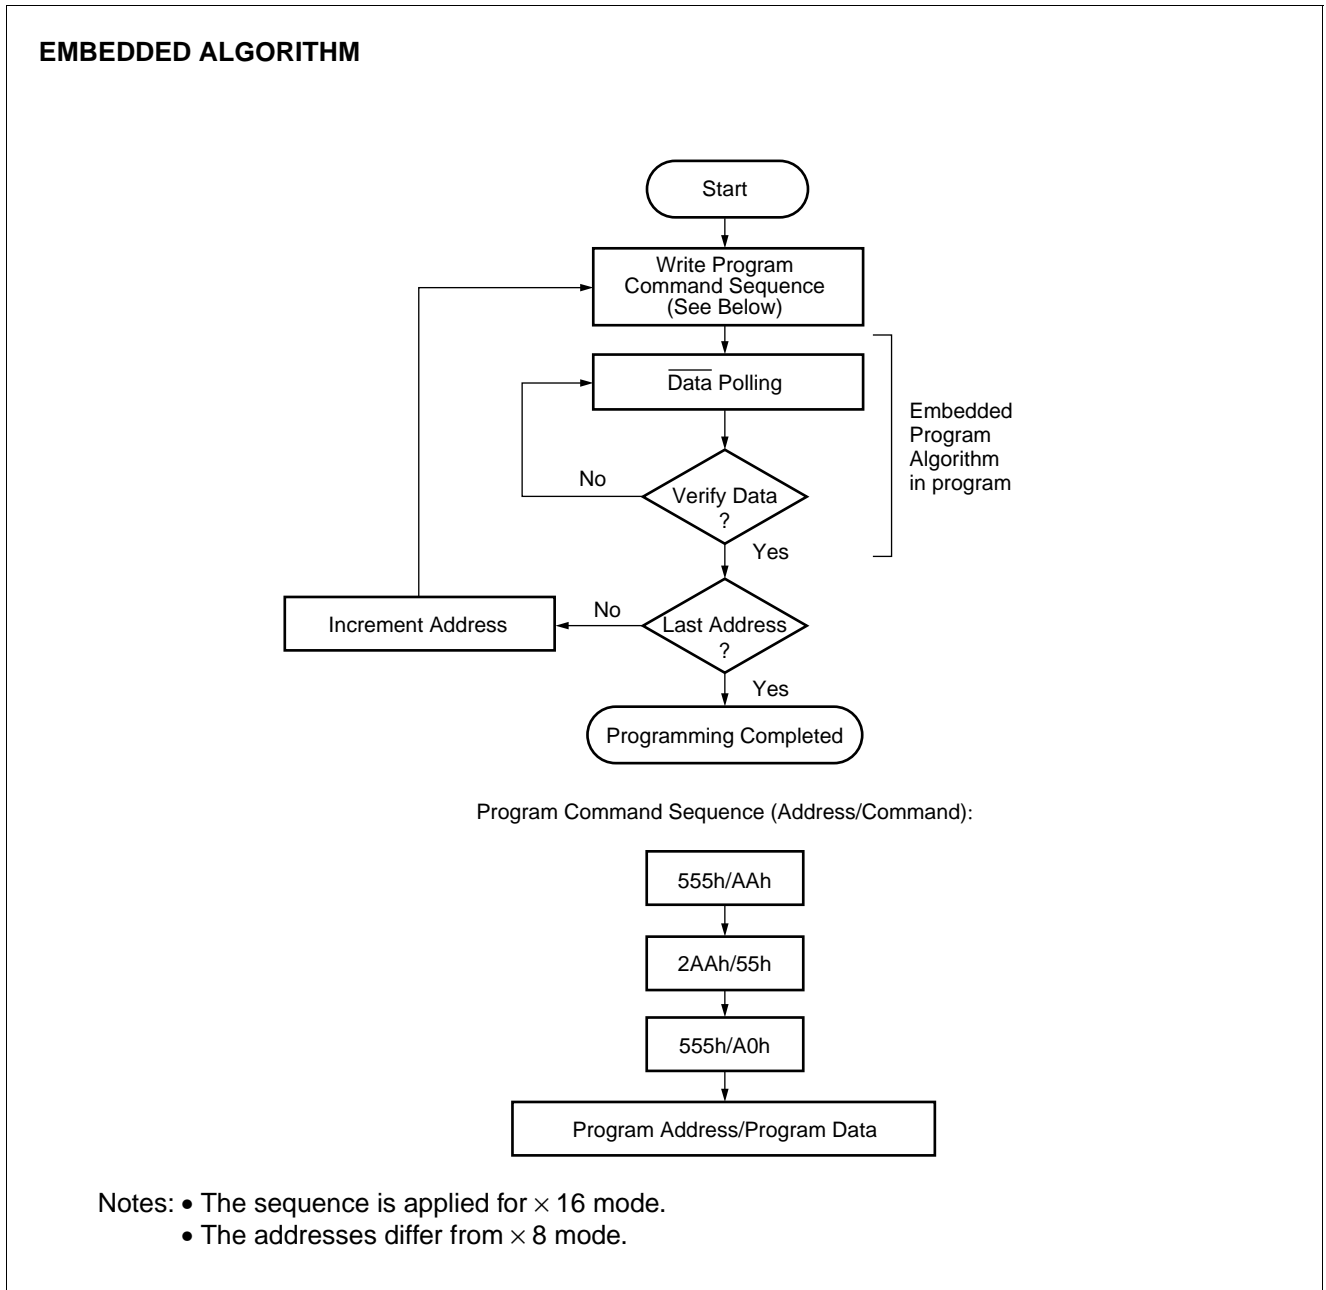 EMBEDDED ALGORITHM
Start
Write Program
Command Sequence
(See Below)
Data Polling
Embedded
Program
Algorithm
in program
No
Verify Data
?
Yes
Increment Address
No
Last Address
?
Yes
Programming Completed
Program Command Sequence (Address/Command):
555h/AAh
2AAh/55h
555h/A0h
Program Address/Program Data
Notes: • The sequence is applied for × 16 mode.
• The addresses differ from × 8 mode.